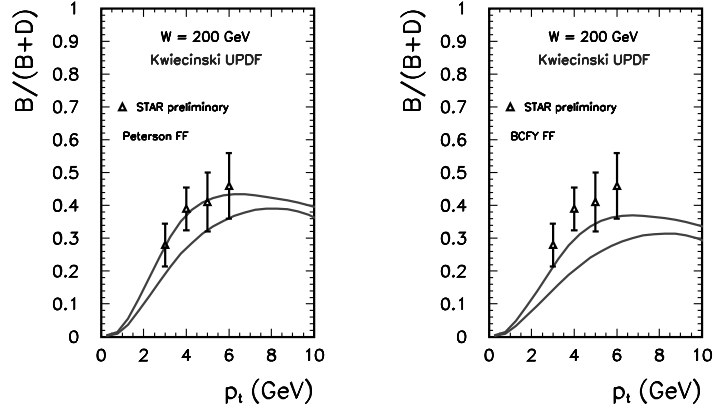 B/(B+D)
1
0.9
0.8
0.7
0.6
0.5
0.4
0.3
0.2
0.1
0
W = 200 GeV
Kwiecinski UPDF
STAR preliminary
Peterson FF
0 2 4 6 8 10
pt (GeV)
B/(B+D)
1
0.9
0.8
0.7
0.6
0.5
0.4
0.3
0.2
0.1
0
W = 200 GeV
Kwiecinski UPDF
STAR preliminary
BCFY FF
0 2 4 6 8 10
pt (GeV)